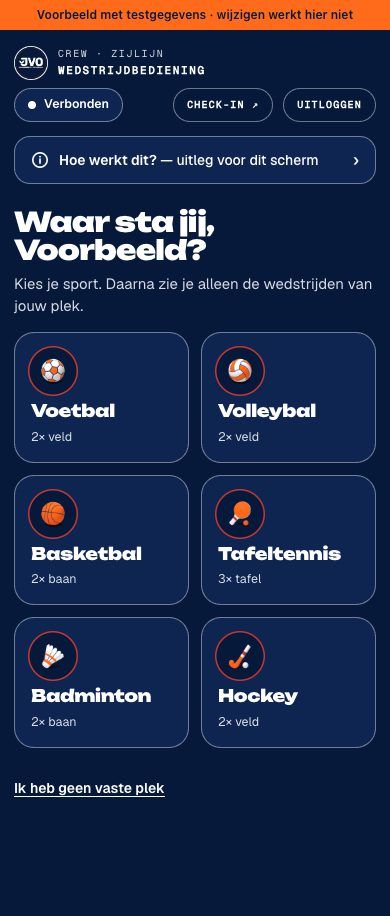 Voorbeeld met testgegevens · wijzigen werkt hier niet
JVO
CREW · ZIJLIJN
WEDSTRIJDBEDIENING
Verbonden
CHECK-IN ↗
UITLOGGEN
Hoe werkt dit? — uitleg voor dit scherm
Waar sta jij,
Voorbeeld?
Kies je sport. Daarna zie je alleen de wedstrijden van
jouw plek.
Voetbal
2× veld
Volleybal
2× veld
Basketbal
2× baan
Tafeltennis
3× tafel
Badminton
2× baan
Hockey
2× veld
Ik heb geen vaste plek